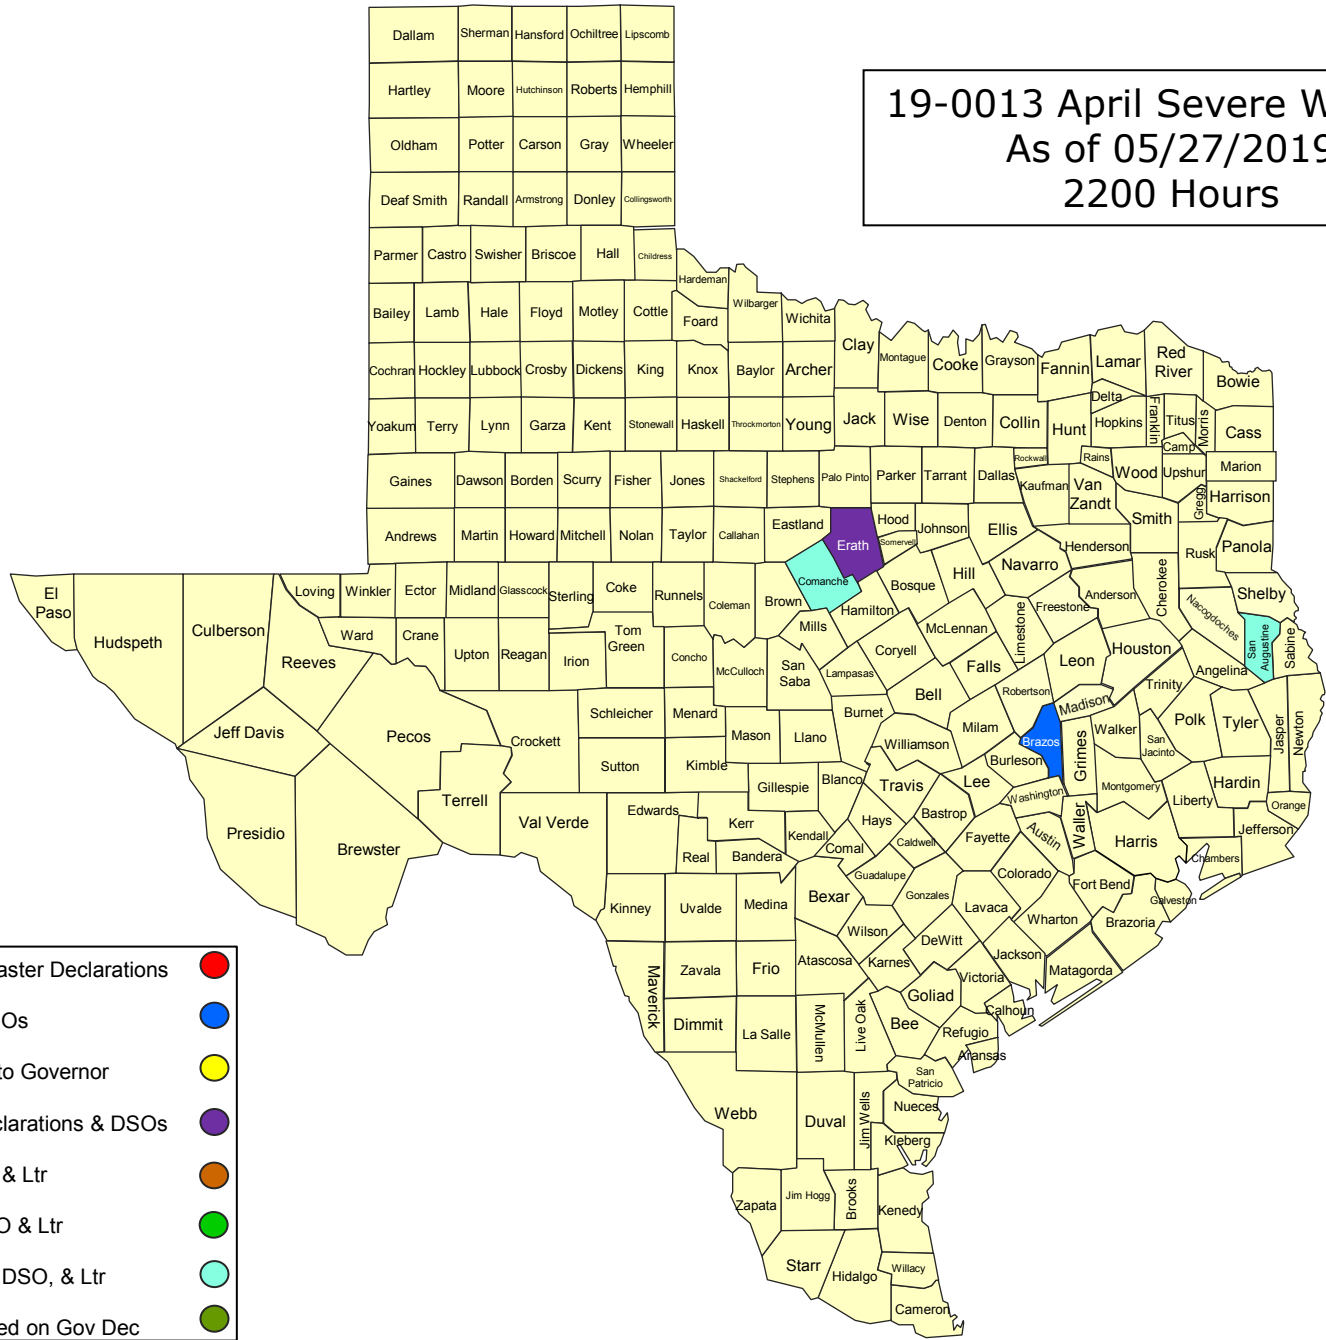 Dallam Sherman Hansford Ochiltree Lipscomb
Hartley Moore Hutchinson Roberts Hemphill
19-0013 April Severe W
As of 05/27/2019
2200 Hours
Oldham Potter Carson Gray Wheeler
Deaf Smith Randall Armstrong Donley Collingsworth
Parmer Castro Swisher Briscoe Hall Childress
Hardeman
Bailey Lamb Hale Floyd Motley Cottle Foard Wilbarger Wichita
Clay Montague Cooke Grayson Fannin Lamar Red
River Bowie
Cochran Hockley Lubbock Crosby Dickens King Knox Baylor Archer
Delta
Yoakum Terry Lynn Garza Kent Stonewall Haskell Throckmorton Young Jack Wise Denton Collin Hunt Hopkins Franklin Titus Morris Cass
Camp
Rockwall Rains
Gaines Dawson Borden Scurry Fisher Jones Shackelford Stephens Palo Pinto Parker Tarrant Dallas Kaufman Van
Zandt Wood Upshur Marion
Gregg Harrison
Andrews Martin Howard Mitchell Nolan Taylor Callahan Eastland Erath Hood Somervell Johnson Ellis Henderson Smith Rusk Panola
El
Paso Hudspeth Culberson Loving Winkler Ector Midland Glasscock Sterling Coke Runnels Coleman Brown Comanche Hamilton Bosque Hill Navarro Freestone Anderson Cherokee Nacogdoches Shelby
Reeves Ward Crane Upton Reagan Irion Tom
Green Concho McCulloch San
Saba Mills Lampasas Coryell McLennan Limestone Falls Leon Houston Angelina San
Augustine Sabine
Jeff Davis Pecos Crockett Schleicher Menard Mason Llano Burnet Bell Milam Robertson Madison Trinity
Brazos Grimes Walker San
Jacinto Polk Tyler Jasper Newton
Sutton Kimble Gillespie Blanco Williamson Burleson
Presidio Brewster Terrell Val Verde Edwards Kerr Kendall Travis Lee Washington Montgomery Liberty Hardin Orange
Hays Bastrop Caldwell Fayette Austin Waller Harris Jefferson Chambers
Real Bandera Comal Guadalupe Gonzales Colorado Fort Bend Galveston
Kinney Uvalde Medina Bexar Wilson Lavaca Wharton Brazoria
Maverick Zavala Frio Atascosa Karnes DeWitt Jackson Matagorda
Victoria Goliad Calhoun
Dimmit La Salle McMullen Live Oak Bee Refugio Aransas
San
Patricio
Webb Duval Jim Wells Nueces
Kleberg
Zapata Jim Hogg Brooks Kenedy
Starr Hidalgo Willacy
Cameron
aster Declarations
Os
to Governor
clarations & DSOs
& Ltr
O & Ltr
DSO, & Ltr
ed on Gov Dec